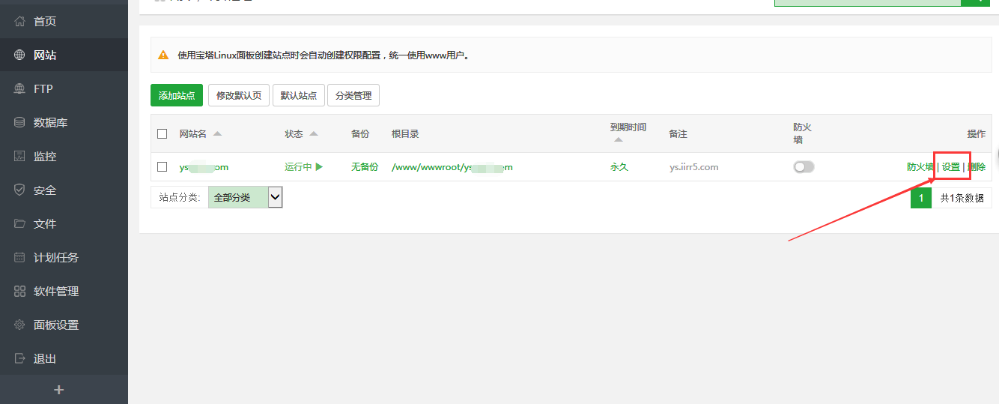 首页
网站
FTP
数据库
监控
安全
文件
计划任务
软件管理
面板设置
退出
+
使用宝塔Linux面板创建站点时会自动创建权限配置，统一使用www用户。
添加站点 修改默认页 默认站点 分类管理
网站名 状态 备份 根目录 到期时间 备注 防火墙 操作
ys om 运行中 无备份 /www/wwwroot/ys em 永久 ys.iirr5.com 防火墙 | 设置 | 删除
站点分类: 全部分类 1 共1条数据